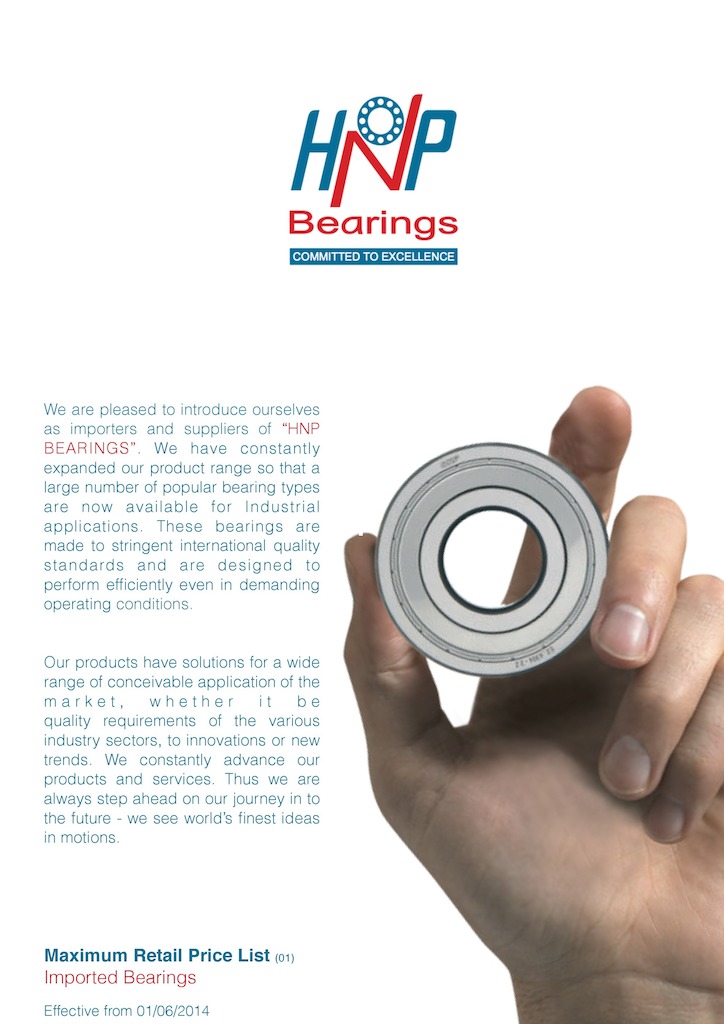 HNP
Bearings
COMMITTED TO EXCELLENCE
We are pleased to introduce ourselves
as importers and suppliers of “HNP
BEARINGS”. We have constantly
expanded our product range so that a
large number of popular bearing types
are now available for Industrial
applications. These bearings are
made to stringent international quality
standards and are designed to
perform efficiently even in demanding
operating conditions.
Our products have solutions for a wide
range of conceivable application of the
market, whether it be
quality requirements of the various
industry sectors, to innovations or new
trends. We constantly advance our
products and services. Thus we are
always step ahead on our journey in to
the future - we see world’s finest ideas
in motions.
Maximum Retail Price List (01)
Imported Bearings
Effective from 01/06/2014